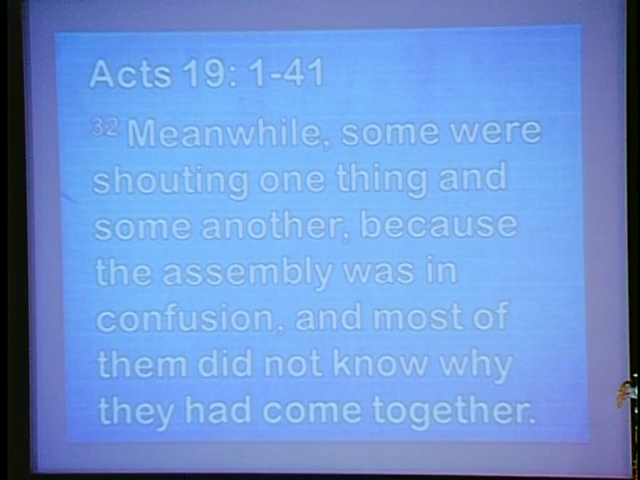 Acts 19: 1-41
32 Meanwhile, some were
shouting one thing and
some another, because
the assembly was in
confusion, and most of
them did not know why
they had come together.